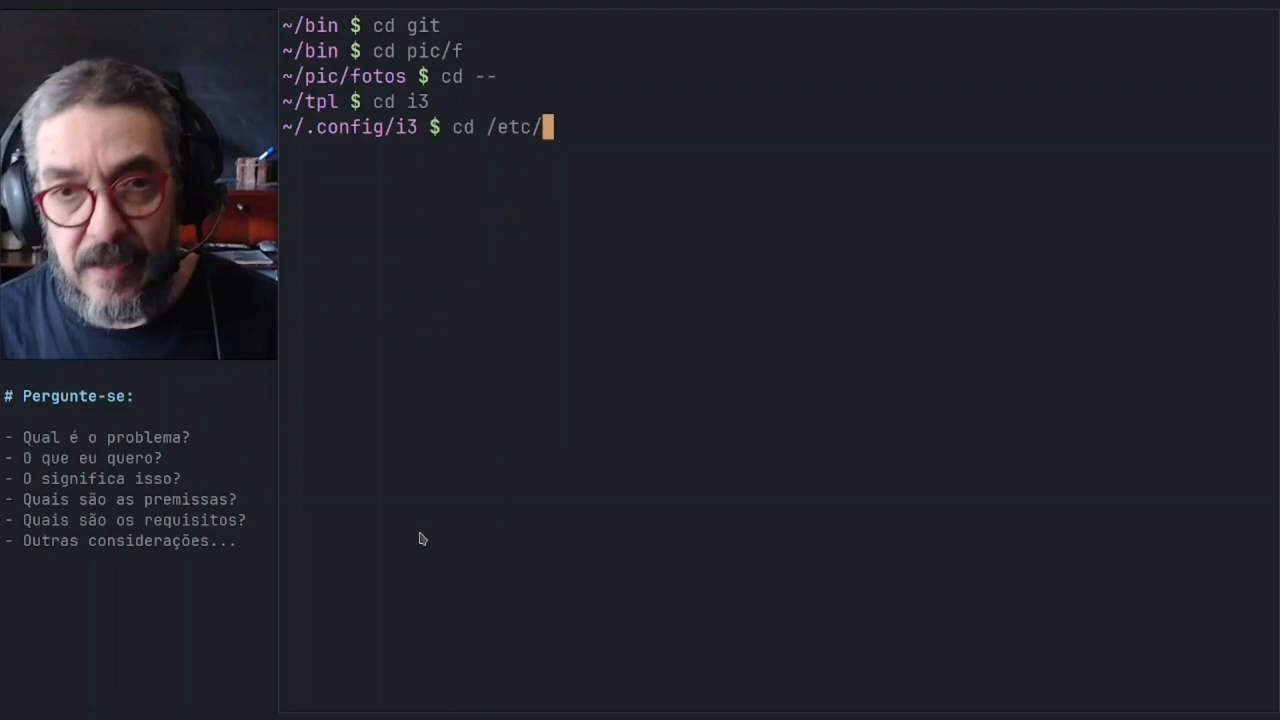 ~/bin $ cd git
~/bin $ cd pic/f
~/pic/fotos $ cd --
~/tpl $ cd i3
~/.config/i3 $ cd /etc/
# Pergunte-se:
- Qual é o problema?
- O que eu quero?
- O significa isso?
- Quais são as premissas?
- Quais são os requisitos?
- Outras considerações...